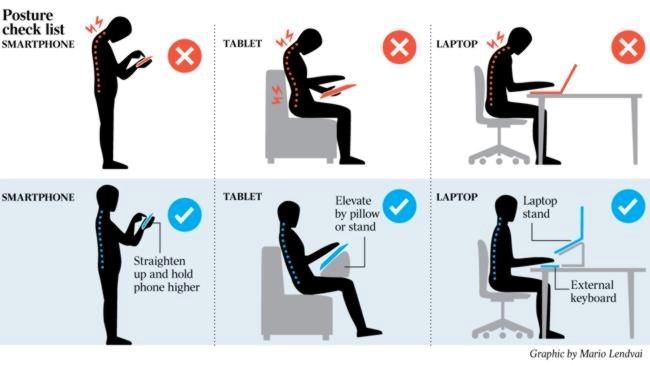 Posture
check list
SMARTPHONE
TABLET
LAPTOP
SMARTPHONE
Straighten
up and hold
phone higher
TABLET
Elevate
by pillow
or stand
LAPTOP
Laptop
stand
External
keyboard
Graphic by Mario Lendvai